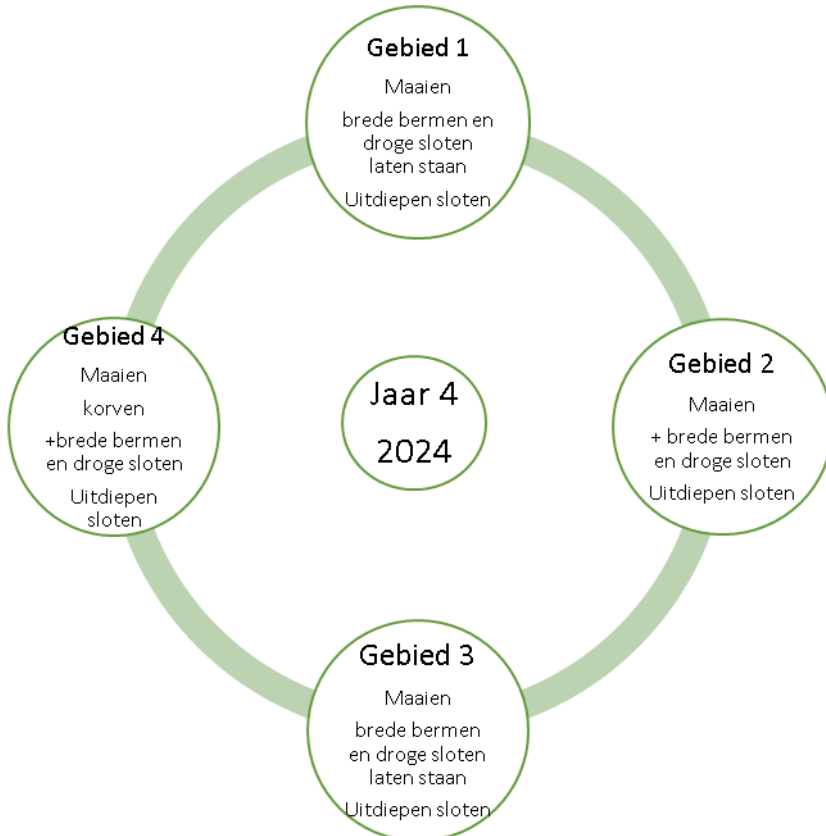 Gebied 1
Maaien
brede bermen en
droge sloten
laten staan
Uitdiepen sloten
Gebied 4
Maaien
korven
+brede bermen
en droge sloten
Uitdiepen
sloten
Jaar 4
2024
Gebied 2
Maaien
+ brede bermen
en droge sloten
Uitdiepen sloten
Gebied 3
Maaien
brede bermen
en droge sloten
laten staan
Uitdiepen sloten